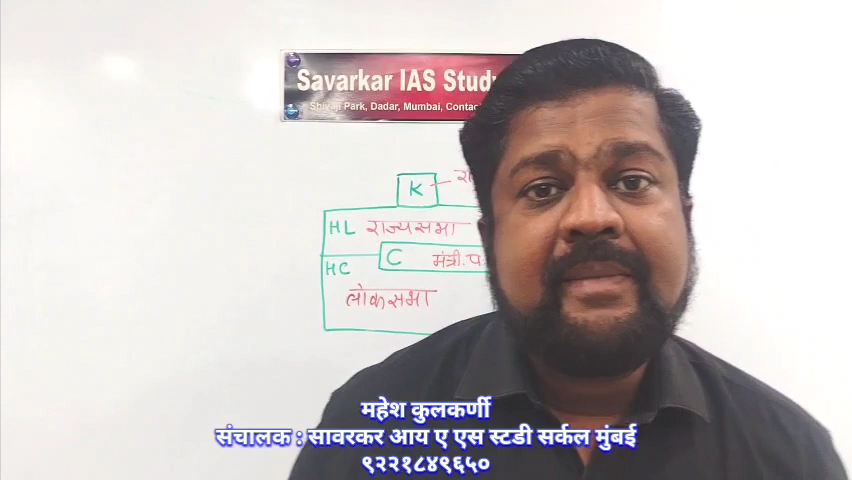 Savarkar IAS Study
Shivaji Park, Dadar, Mumbai, Contac
K
HL राज्यसभा
C मंत्री.प
HC
लोकसभा
महेश कुलकर्णी
संचालक : सावरकर आय ए एस स्टडी सर्कल मुंबई
९२२१८४९६५०